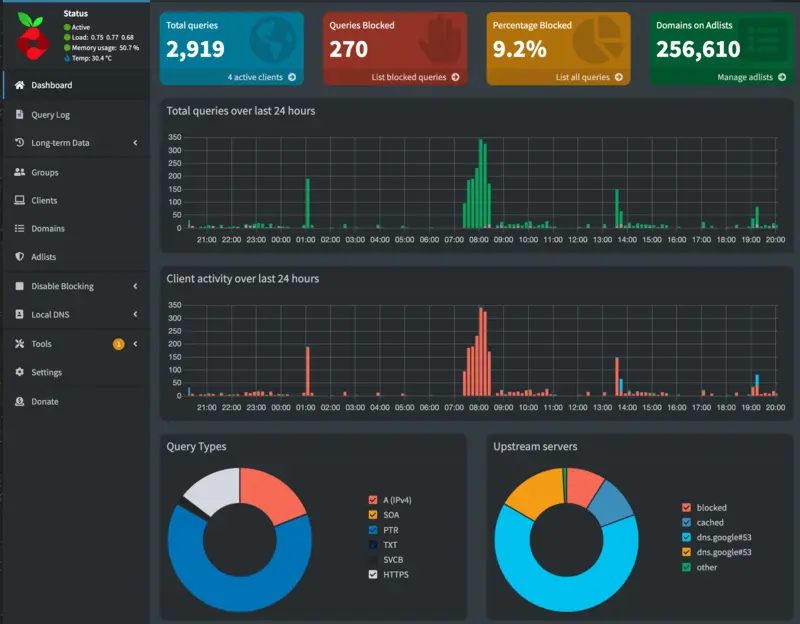 Status
Active
Load: 0.75 0.77 0.68
Memory usage: 50.7 %
Temp: 30.4 °C
Dashboard
Query Log
Long-term Data
Groups
Clients
Domains
Adlists
Disable Blocking
Local DNS
Tools 1
Settings
Donate
Total queries
2,919
4 active clients
Queries Blocked
270
List blocked queries
Percentage Blocked
9.2%
List all queries
Domains on Adlists
256,610
Manage adlists
Total queries over last 24 hours
350
300
250
200
150
100
50
0
21:00 22:00 23:00 00:00 01:00 02:00 03:00 04:00 05:00 06:00 07:00 08:00 09:00 10:00 11:00 12:00 13:00 14:00 15:00 16:00 17:00 18:00 19:00 20:00
Client activity over last 24 hours
350
300
250
200
150
100
50
0
21:00 22:00 23:00 00:00 01:00 02:00 03:00 04:00 05:00 06:00 07:00 08:00 09:00 10:00 11:00 12:00 13:00 14:00 15:00 16:00 17:00 18:00 19:00 20:00
Query Types
A (IPv4)
SOA
PTR
TXT
SVCB
HTTPS
Upstream servers
blocked
cached
dns.google#53
dns.google#53
other